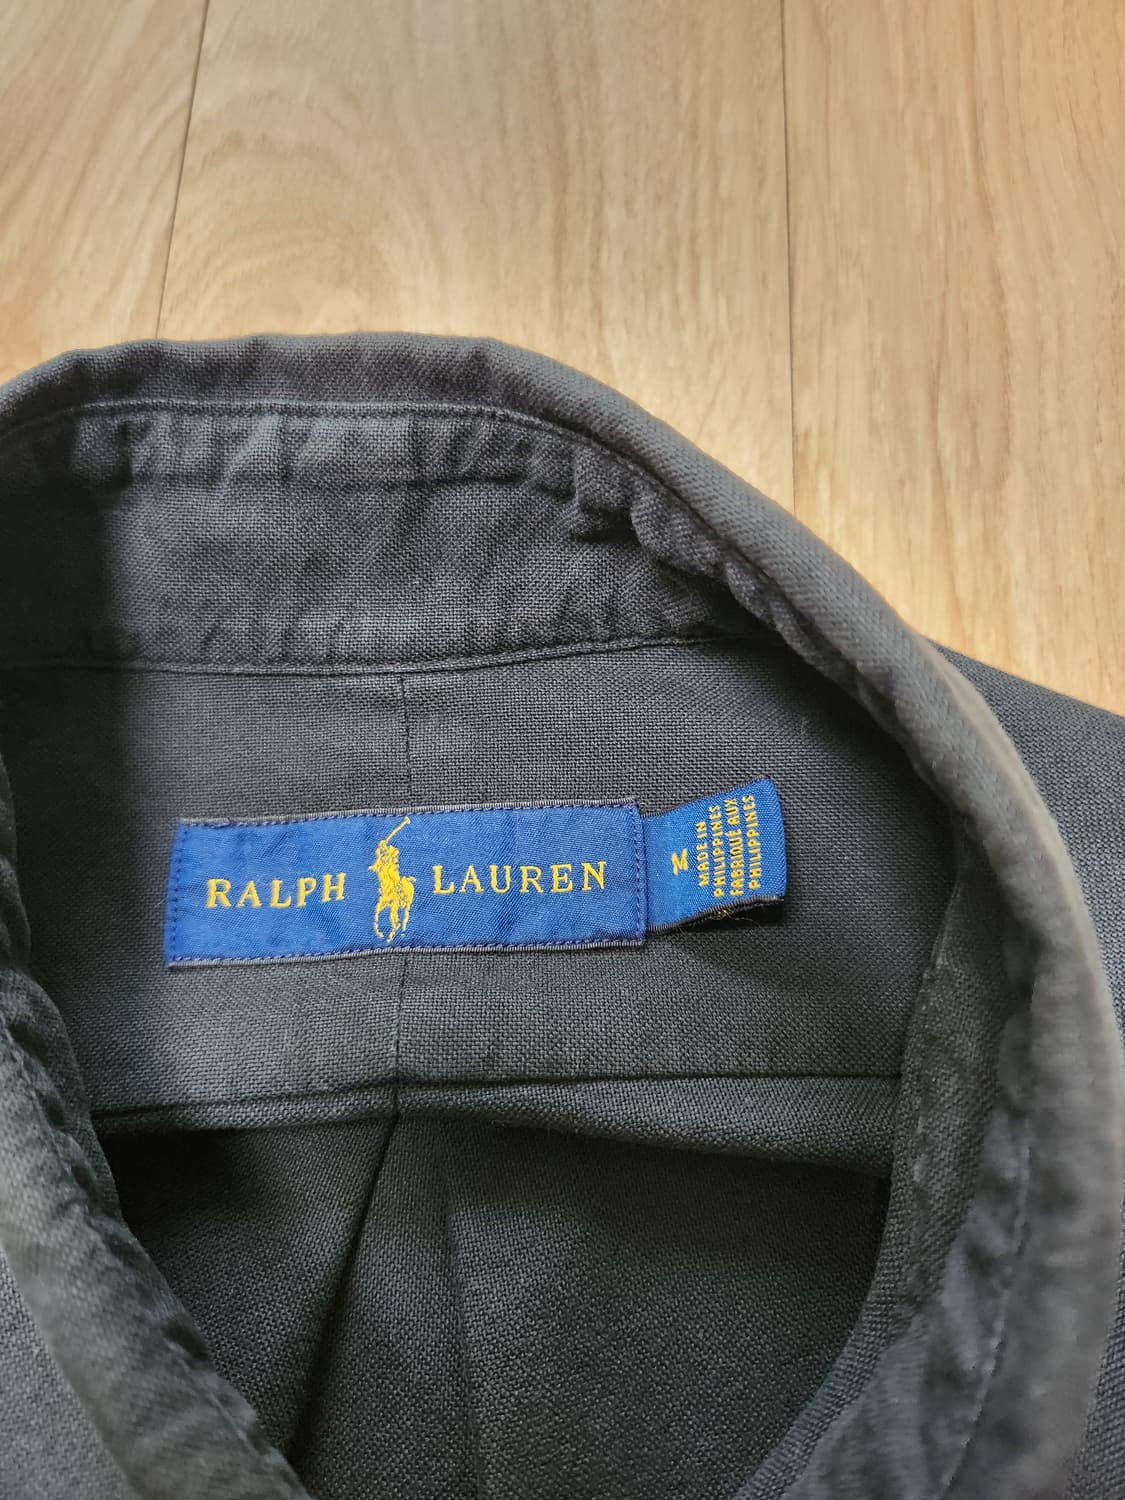 RALPH LAUREN
M
MADE IN
PHILIPPINES
FABRIQUÉ AUX
PHILIPPINES